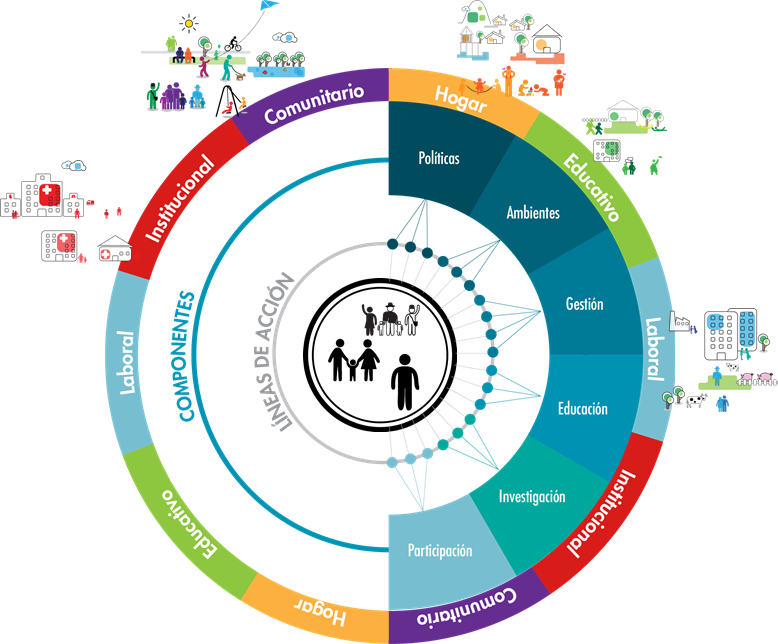 Comunitario
Hogar
Educativo
Laboral
Institucional
Comunitario
Hogar
Educativo
Laboral
Institucional
COMPONENTES
LÍNEAS DE ACCIÓN
Políticas
Ambientes
Gestión
Educación
Investigación
Participación